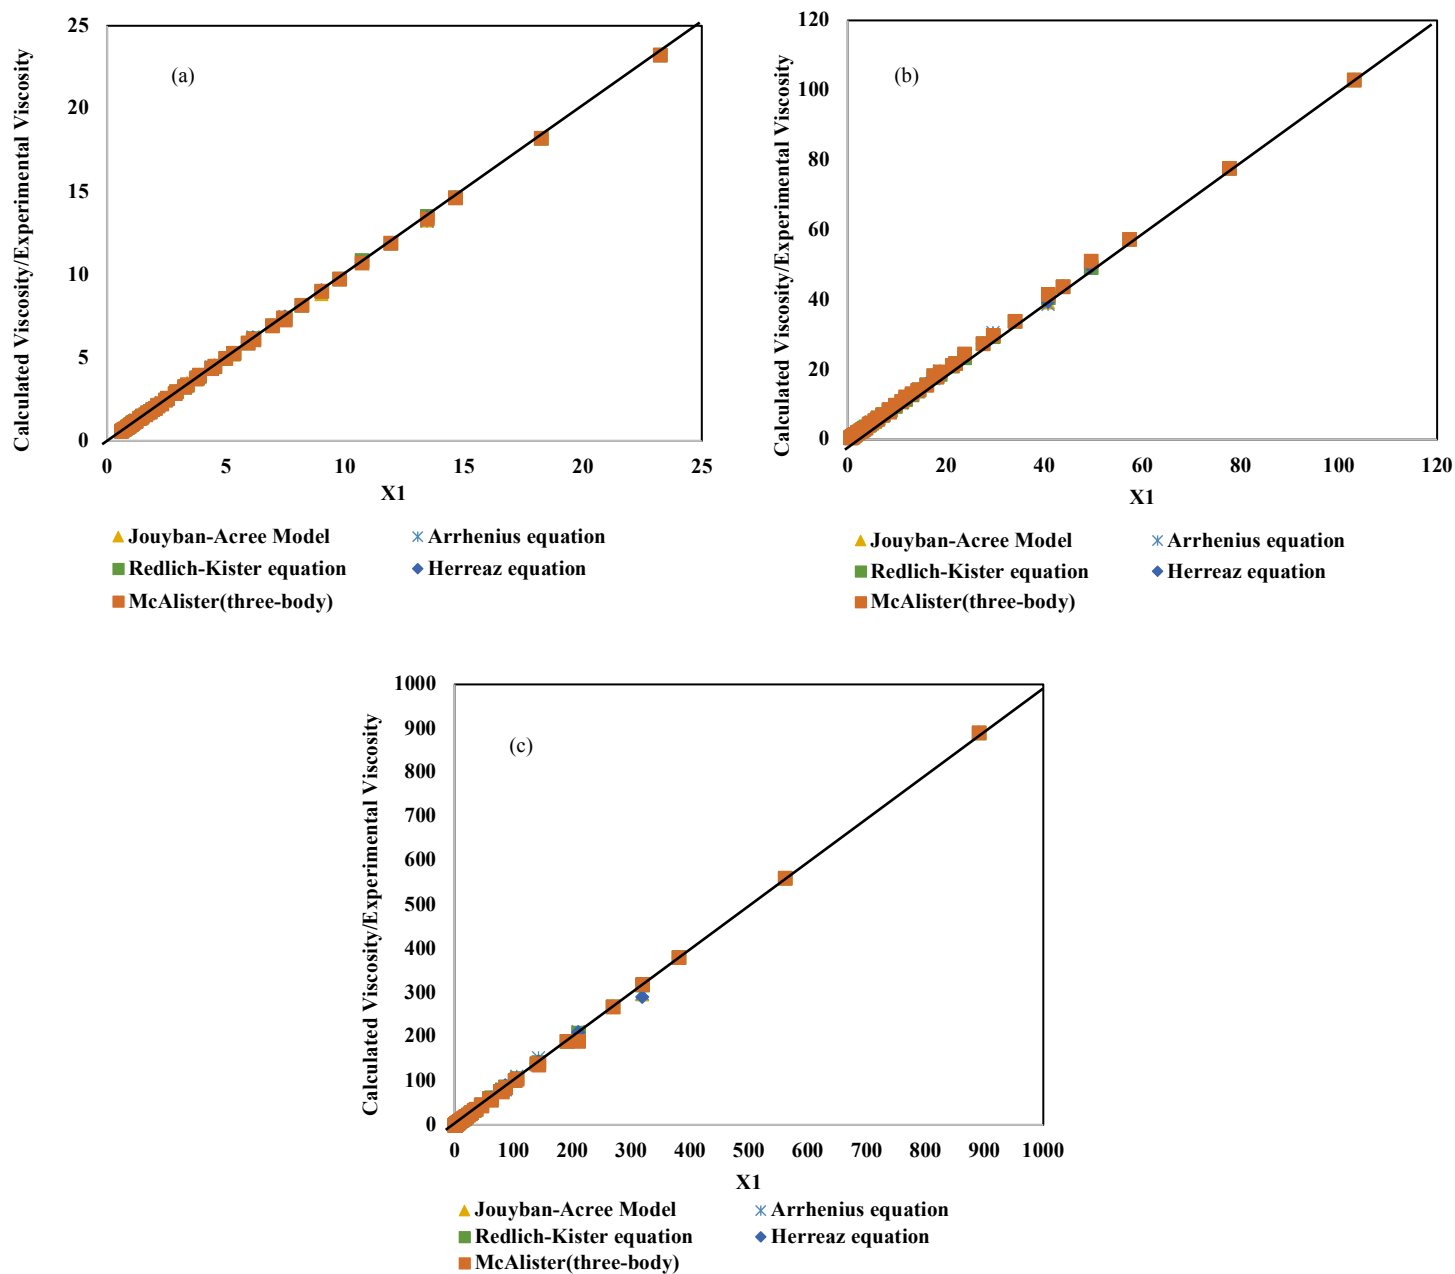 (a)
Calculated Viscosity/Experimental Viscosity
25
20
15
10
5
0
0 5 10 15 20 25
X1
Jouyban-Acree Model Arrhenius equation
Redlich-Kister equation Herreaz equation
McAlister(three-body)
(b)
Calculated Viscosity/Experimental Viscosity
120
100
80
60
40
20
0
0 20 40 60 80 100 120
X1
Jouyban-Acree Model Arrhenius equation
Redlich-Kister equation Herreaz equation
McAlister(three-body)
(c)
Calculated Viscosity/Experimental Viscosity
1000
900
800
700
600
500
400
300
200
100
0
0 100 200 300 400 500 600 700 800 900 1000
X1
Jouyban-Acree Model Arrhenius equation
Redlich-Kister equation Herreaz equation
McAlister(three-body)